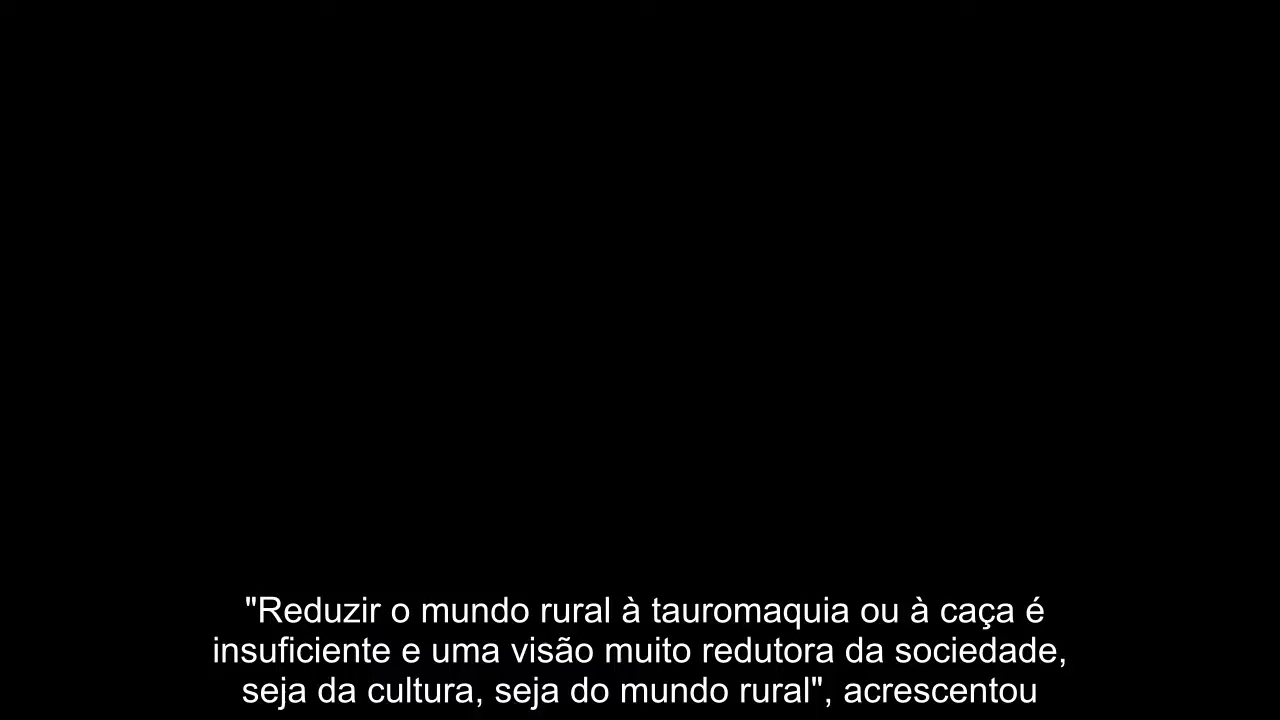 "Reduzir o mundo rural à tauromaquia ou à caça é
insuficiente e uma visão muito redutora da sociedade,
seja da cultura, seja do mundo rural", acrescentou